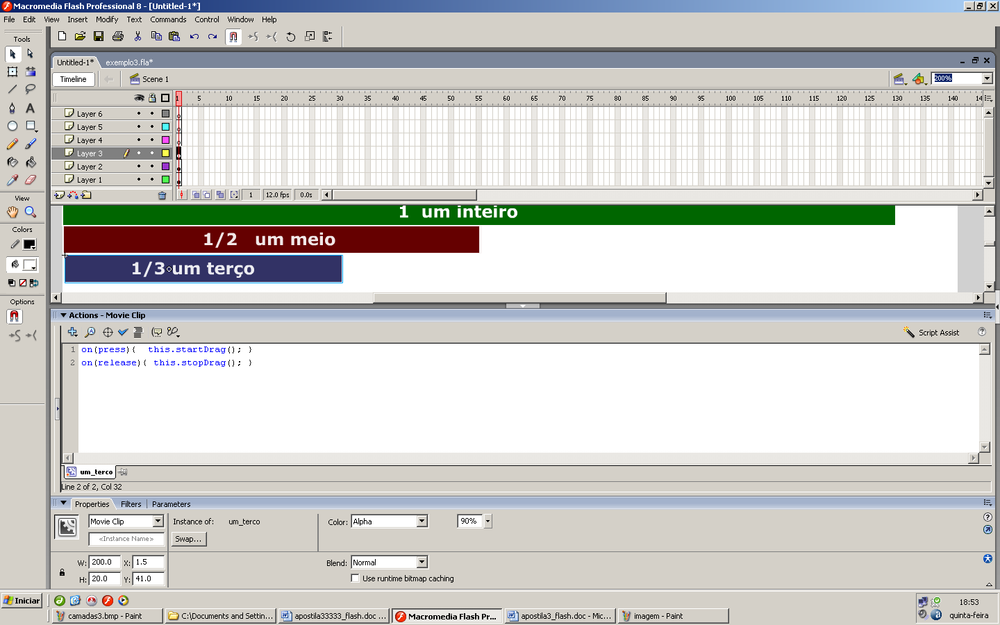 Macromedia Flash Professional 8 - [Untitled-1*]
File Edit View Insert Modify Text Commands Control Window Help
Tools
Untitled-1* exemplo3.fla*
Timeline Scene 1 200%
1 5 10 15 20 25 30 35 40 45 50 55 60 65 70 75 80 85 90 95 100 105 110 115 120 125 130 135 140 14
Layer 6
Layer 5
Layer 4
Layer 3
Layer 2
Layer 1
1 12.0 fps 0.0s
View
Colors
Options
1 um inteiro
1/2 um meio
1/3 um terço
Actions - Movie Clip
Script Assist
1 on(press){  this.startDrag(); }
2 on(release){ this.stopDrag(); }
um_terco
Line 2 of 2, Col 32
Properties Filters Parameters
Movie Clip Instance of: um_terco Color: Alpha 90%
<Instance Name> Swap...
W: 200.0 X: 1.5 Blend: Normal
H: 20.0 Y: 41.0 Use runtime bitmap caching
Iniciar 18:53
camadas3.bmp - Paint C:\Documents and Settin... apostila33333_flash.doc ... Macromedia Flash Pr... apostila3_flash.doc - Mic... imagem - Paint quinta-feira